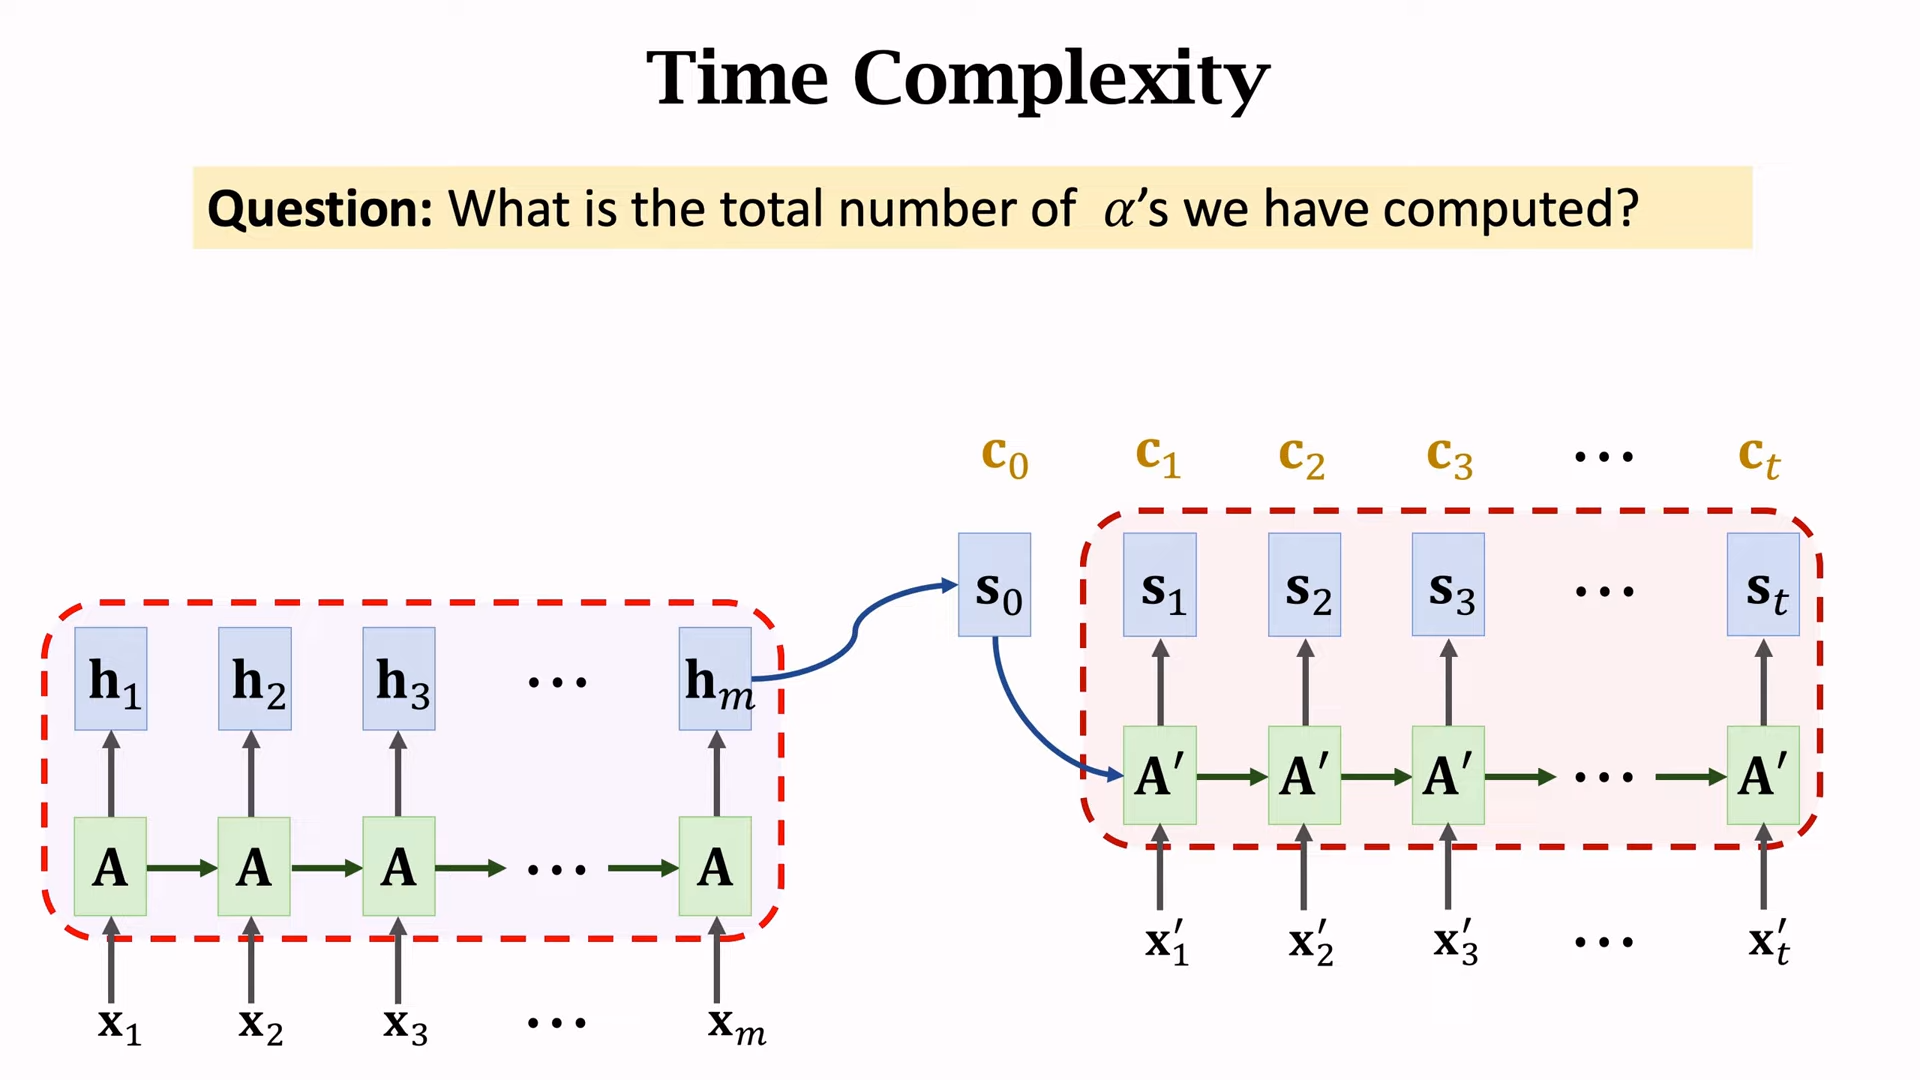 Time Complexity
Question: What is the total number of α's we have computed?
c₀ c₁ c₂ c₃ ⋯ cₜ
s₀ s₁ s₂ s₃ ⋯ sₜ
h₁ h₂ h₃ ⋯ hₘ
A′ A′ A′ ⋯ A′
A A A ⋯ A
x′₁ x′₂ x′₃ ⋯ x′ₜ
x₁ x₂ x₃ ⋯ xₘ